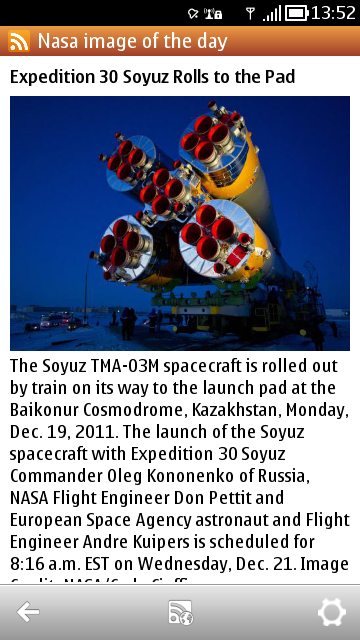 13:52
Nasa image of the day
Expedition 30 Soyuz Rolls to the Pad
The Soyuz TMA-03M spacecraft is rolled out
by train on its way to the launch pad at the
Baikonur Cosmodrome, Kazakhstan, Monday,
Dec. 19, 2011. The launch of the Soyuz
spacecraft with Expedition 30 Soyuz
Commander Oleg Kononenko of Russia,
NASA Flight Engineer Don Pettit and
European Space Agency astronaut and Flight
Engineer Andre Kuipers is scheduled for
8:16 a.m. EST on Wednesday, Dec. 21. Image